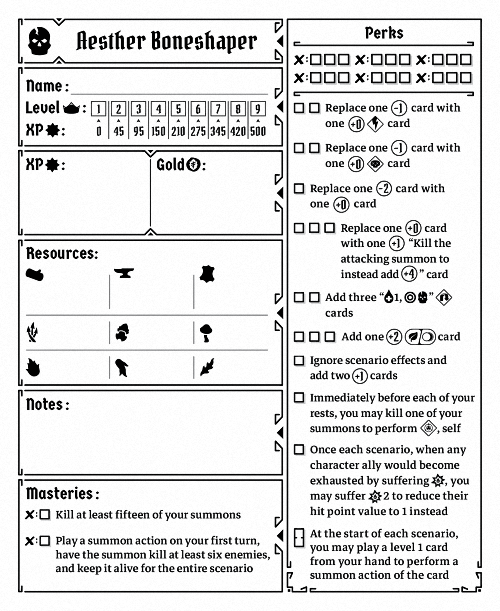 Aesther Boneshaper
Name:
Level: 1 2 3 4 5 6 7 8 9
XP: 0 45 95 150 210 275 345 420 500
XP:
Gold:
Resources:
Notes:
Masteries:
Kill at least fifteen of your summons
Play a summon action on your first turn,
have the summon kill at least six enemies,
and keep it alive for the entire scenario
Perks
Replace one -1 card with
one +0 card
Replace one -1 card with
one +0 card
Replace one -2 card with
one +0 card
Replace one +0 card
with one +1 “Kill the
attacking summon to
instead add +4” card
Add three “1, ”
cards
Add one +2 card
Ignore scenario effects and
add two +1 cards
Immediately before each of your
rests, you may kill one of your
summons to perform , self
Once each scenario, when any
character ally would become
exhausted by suffering , you
may suffer 2 to reduce their
hit point value to 1 instead
At the start of each scenario,
you may play a level 1 card
from your hand to perform a
summon action of the card